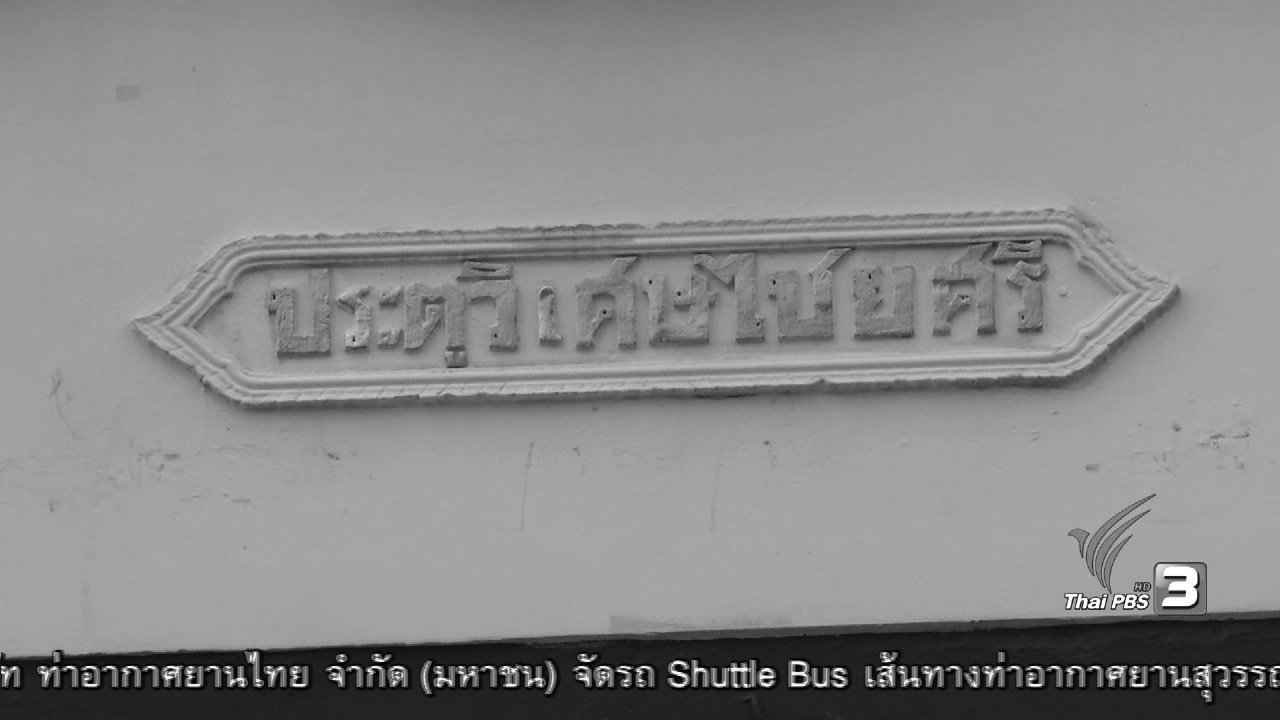 ประตูวิเศษไชยศรี
HD
Thai PBS 3
ัท ท่าอากาศยานไทย จำกัด (มหาชน) จัดรถ Shuttle Bus เส้นทางท่าอากาศยานสุวรรณ